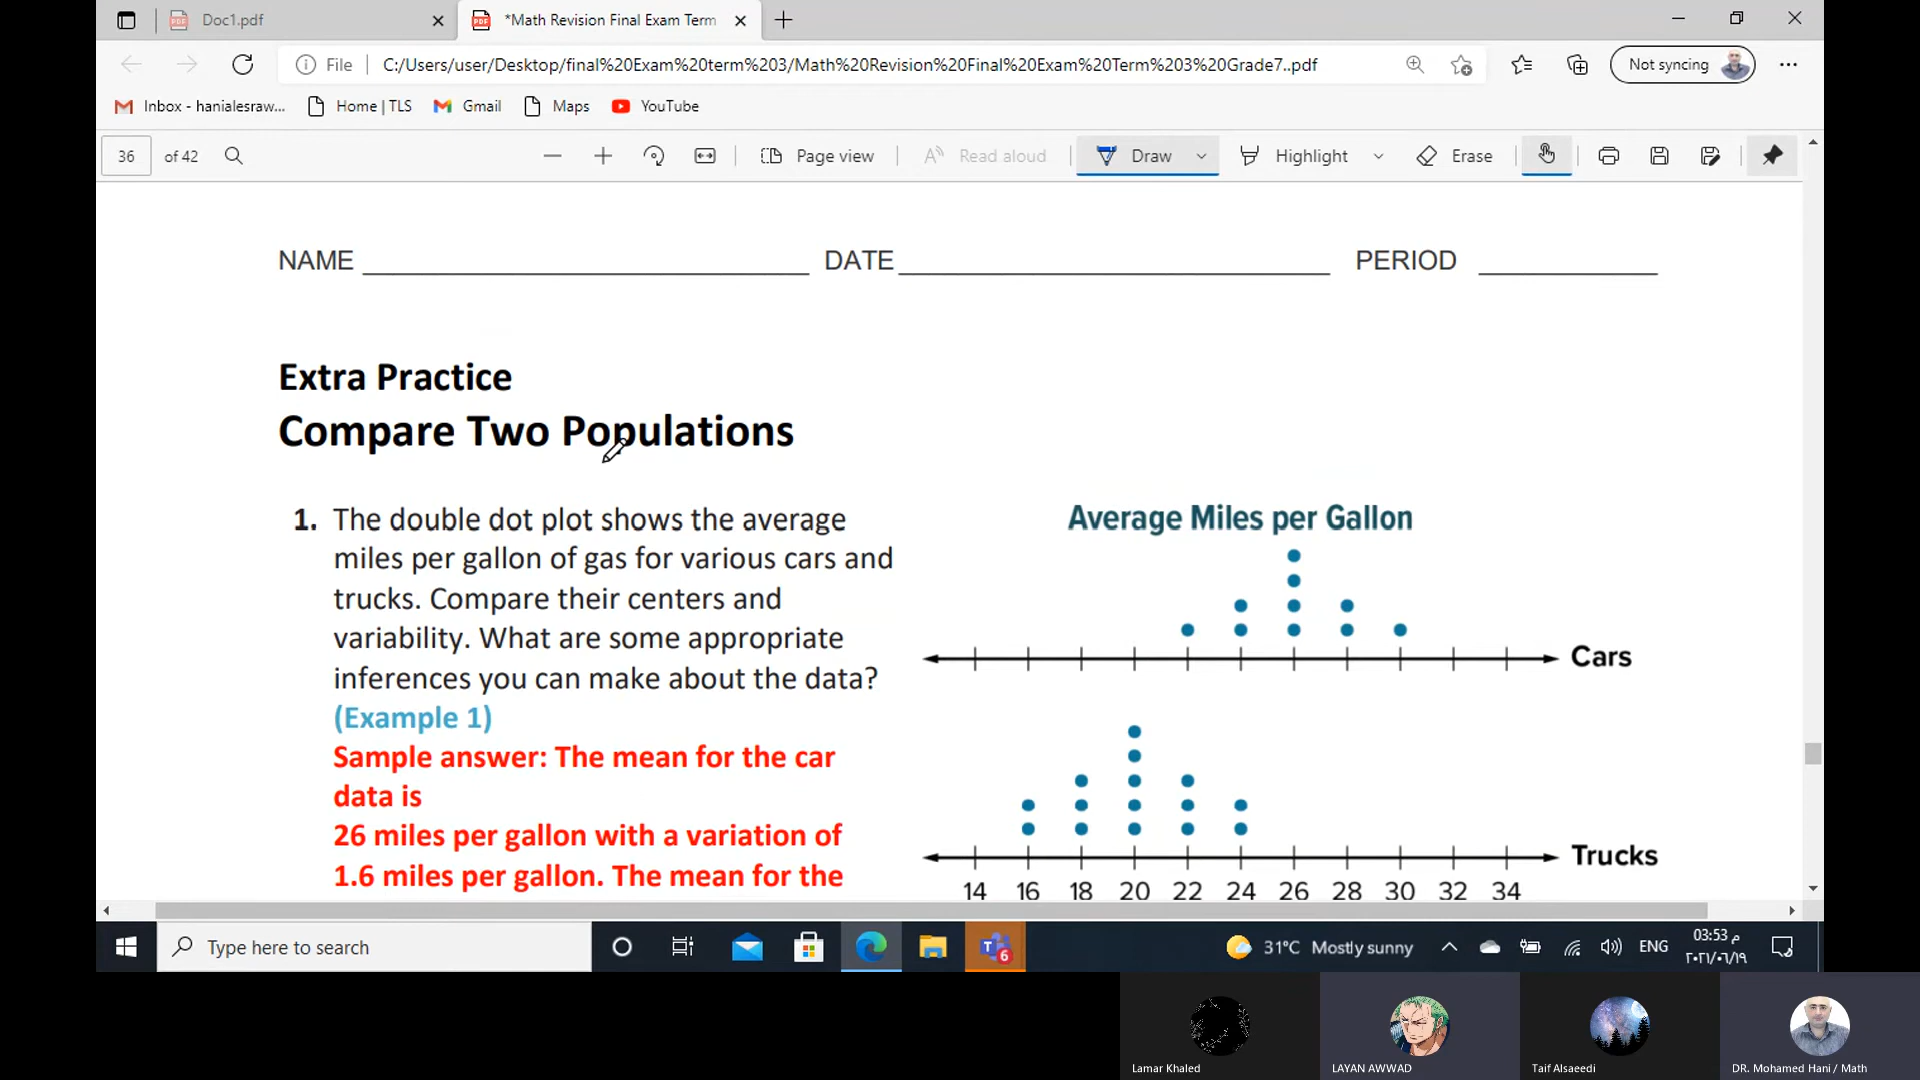 Doc1.pdf
*Math Revision Final Exam Term
File
C:/Users/user/Desktop/final%20Exam%20term%203/Math%20Revision%20Final%20Exam%20Term%203%20Grade7..pdf
Not syncing
Inbox - hanialesraw...
Home | TLS
Gmail
Maps
YouTube
36 of 42
Page view
Read aloud
Draw
Highlight
Erase
NAME DATE PERIOD
Extra Practice
Compare Two Populations
1. The double dot plot shows the average
miles per gallon of gas for various cars and
trucks. Compare their centers and
variability. What are some appropriate
inferences you can make about the data?
(Example 1)
Sample answer: The mean for the car
data is
26 miles per gallon with a variation of
1.6 miles per gallon. The mean for the
Average Miles per Gallon
Cars
Trucks
14 16 18 20 22 24 26 28 30 32 34
Type here to search
6
31°C Mostly sunny
ENG
03:53 م
٢٠٢١/٠٦/١٩
Lamar Khaled
LAYAN AWWAD
Taif Alsaeedi
DR. Mohamed Hani / Math